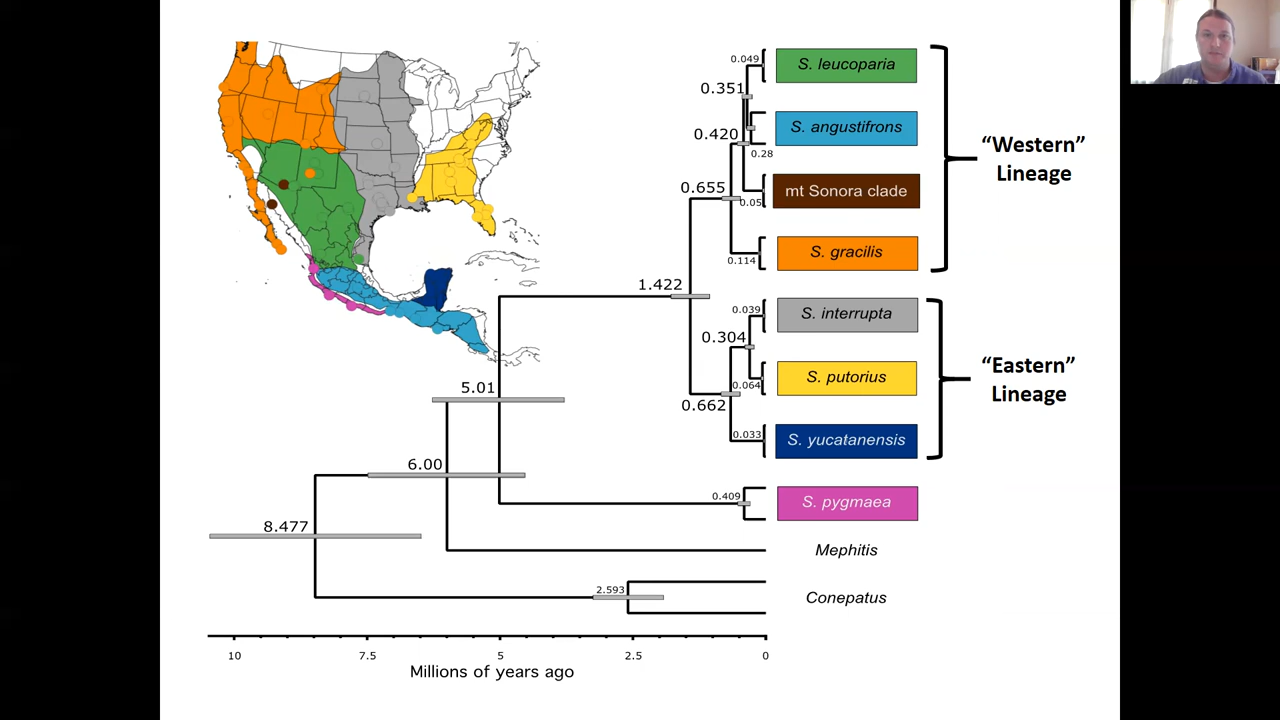 0.049
S. leucoparia
0.351
S. angustifrons
0.420
0.28
"Western"
Lineage
mt Sonora clade
0.655
0.05
S. gracilis
0.114
1.422
S. interrupta
0.039
0.304
S. putorius
0.064
"Eastern"
Lineage
0.662
S. yucatanensis
0.033
5.01
6.00
S. pygmaea
0.409
8.477
Mephitis
2.593
Conepatus
10 7.5 5 2.5 0
Millions of years ago